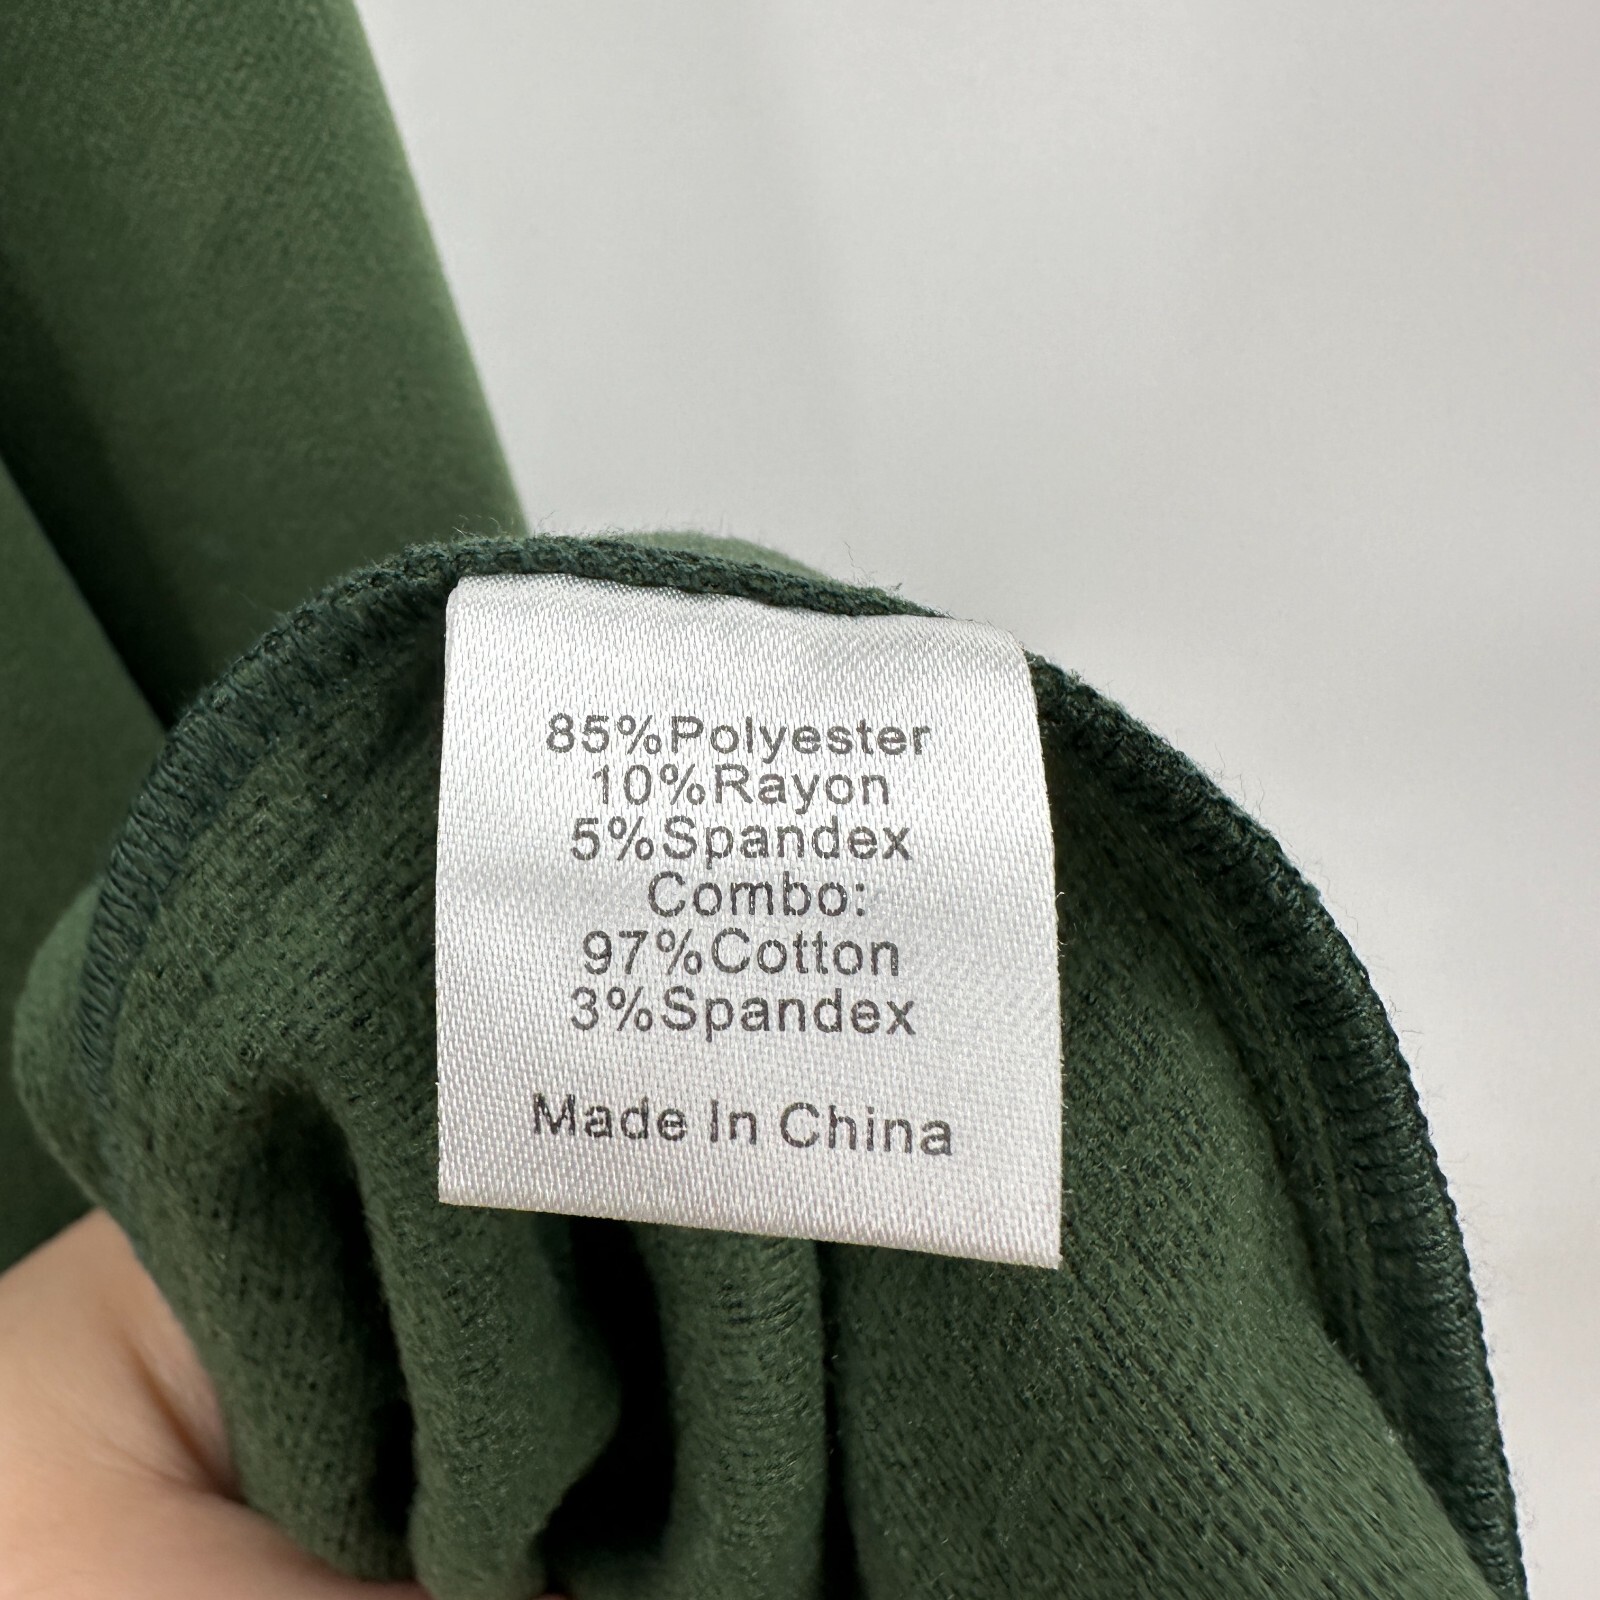 85%Polyester
10%Rayon
5%Spandex
Combo:
97%Cotton
3%Spandex
Made In China